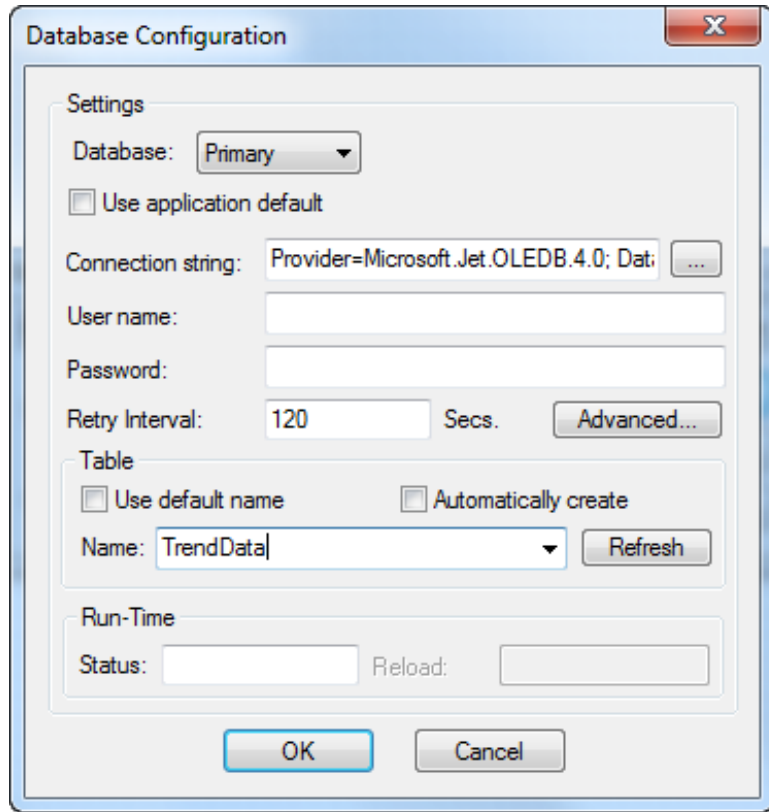 Database Configuration
Settings
Database: Primary
Use application default
Connection string: Provider=Microsoft.Jet.OLEDB.4.0; Data ...
User name:
Password:
Retry Interval: 120 Secs. Advanced...
Table
Use default name Automatically create
Name: TrendData Refresh
Run-Time
Status: Reload:
OK Cancel